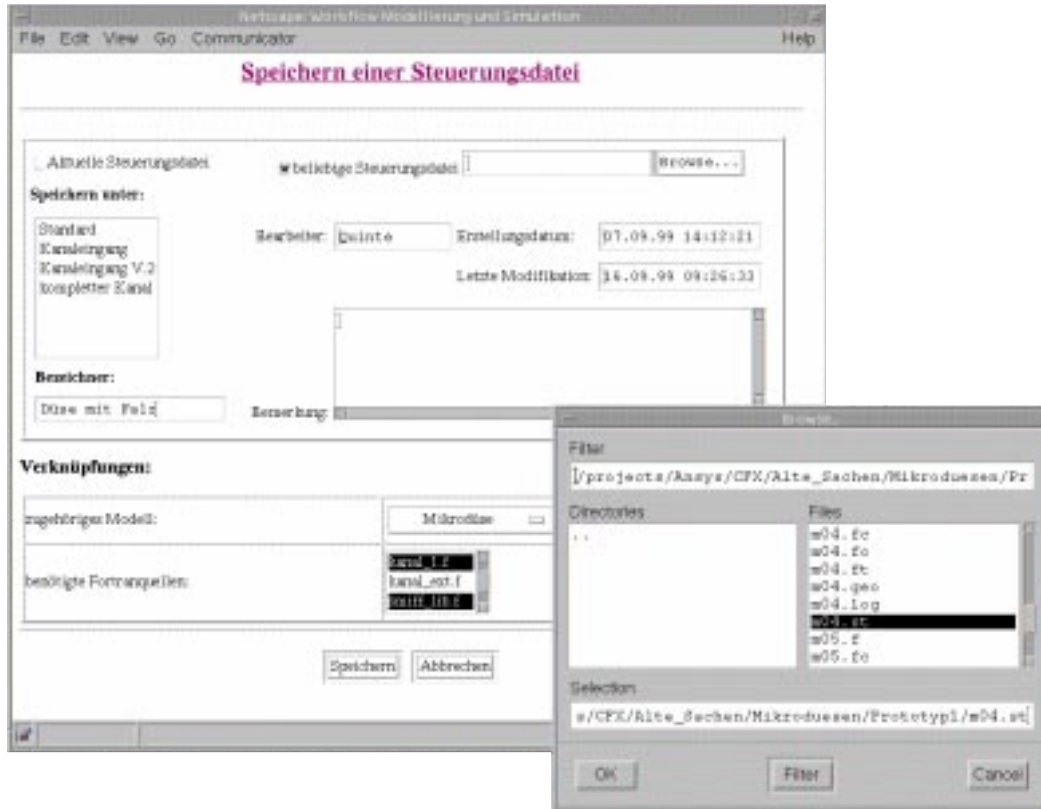 Netscape: Workflow Modellierung und Simulation
File Edit View Go Communicator Help
Speichern einer Steuerungsdatei
Aktuelle Steuerungsdatei
beliebige Steuerungsdatei Browse...
Speichern unter:
Standard
Kanaleingang
Kanaleingang V.2
kompletter Kanal
Bearbeiter: Quinte Erstellungsdatum: 07.09.99 14:12:21
Letzte Modifikation: 16.09.99 09:26:33
Bezeichner:
Düse mit Falz
Bemerkung:
Verknüpfungen:
zugehöriges Modell: Mikrodüse
benötigte Fortranquellen:
kanal_1.f
kanal_ext.f
Speichern Abbrechen
Browse..
Filter
/projects/Ansys/CFX/Alte_Sachen/Mikroduesen/Pr
Directories
..
Files
m04.fc
m04.fo
m04.ft
m04.geo
m04.log
m04.st
m05.f
m05.fo
Selection
s/CFX/Alte_Sachen/Mikroduesen/Prototyp1/m04.st
OK Filter Cancel